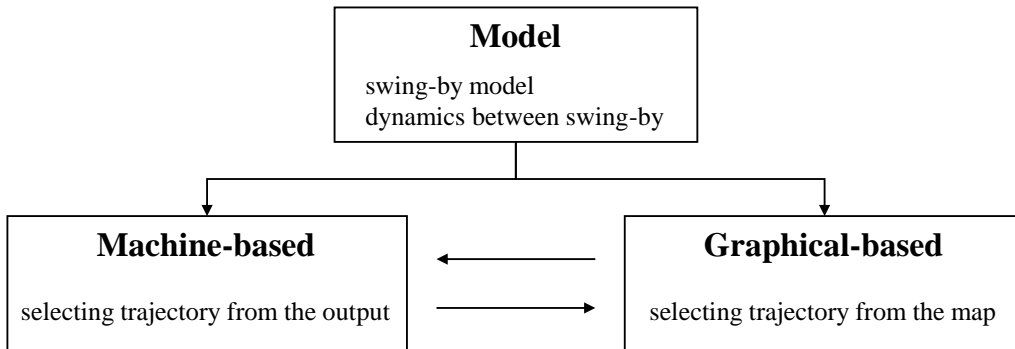 Model
swing-by model
dynamics between swing-by
Machine-based
selecting trajectory from the output
Graphical-based
selecting trajectory from the map